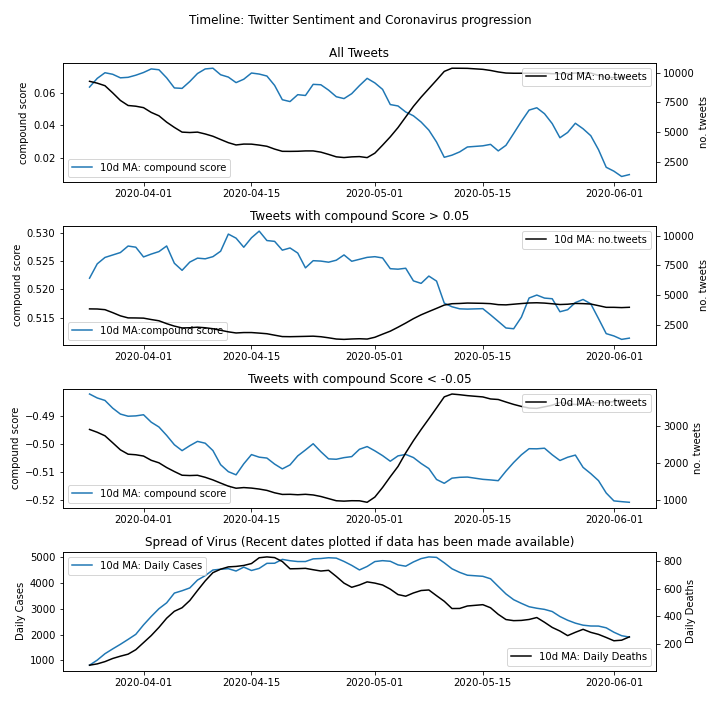 Timeline: Twitter Sentiment and Coronavirus progression
All Tweets
compound score
0.06
0.04
0.02
10d MA: no.tweets
10d MA: compound score
10000
7500
5000
2500
no. tweets
2020-04-01 2020-04-15 2020-05-01 2020-05-15 2020-06-01
Tweets with compound Score > 0.05
compound score
0.530
0.525
0.520
0.515
10d MA: no.tweets
10d MA:compound score
10000
7500
5000
2500
no. tweets
2020-04-01 2020-04-15 2020-05-01 2020-05-15 2020-06-01
Tweets with compound Score < -0.05
compound score
−0.49
−0.50
−0.51
−0.52
10d MA: no.tweets
10d MA: compound score
3000
2000
1000
no. tweets
2020-04-01 2020-04-15 2020-05-01 2020-05-15 2020-06-01
Spread of Virus (Recent dates plotted if data has been made available)
Daily Cases
5000
4000
3000
2000
1000
10d MA: Daily Cases
10d MA: Daily Deaths
800
600
400
200
Daily Deaths
2020-04-01 2020-04-15 2020-05-01 2020-05-15 2020-06-01